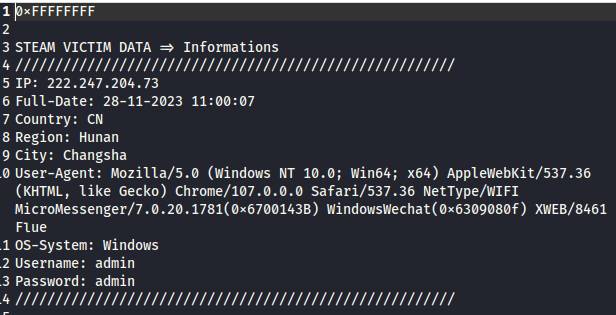 1 0×FFFFFFFF
2
3 STEAM VICTIM DATA => Informations
4 ///////////////////////////////////////////////////////
5 IP: 222.247.204.73
6 Full-Date: 28-11-2023 11:00:07
7 Country: CN
8 Region: Hunan
9 City: Changsha
10 User-Agent: Mozilla/5.0 (Windows NT 10.0; Win64; x64) AppleWebKit/537.36
(KHTML, like Gecko) Chrome/107.0.0.0 Safari/537.36 NetType/WIFI
MicroMessenger/7.0.20.1781(0×6700143B) WindowsWechat(0×6309080f) XWEB/8461
Flue
11 OS-System: Windows
12 Username: admin
13 Password: admin
14 ///////////////////////////////////////////////////////